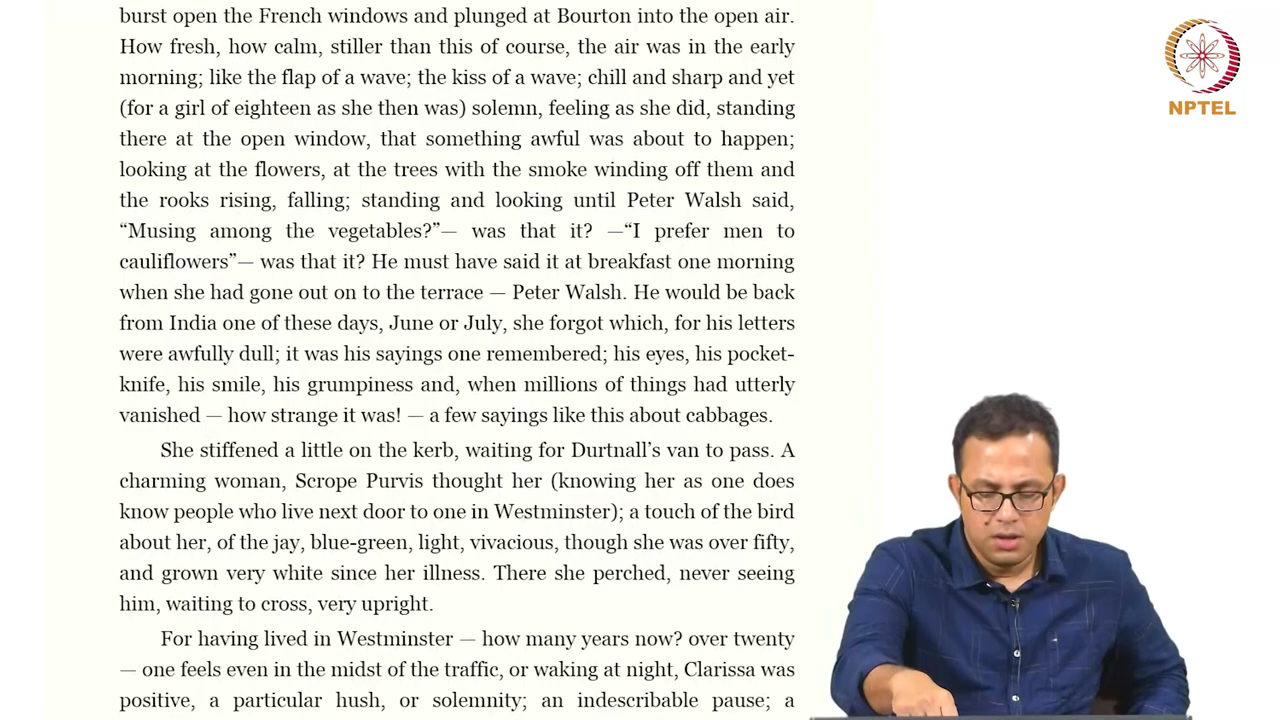 burst open the French windows and plunged at Bourton into the open air.
How fresh, how calm, stiller than this of course, the air was in the early
morning; like the flap of a wave; the kiss of a wave; chill and sharp and yet
(for a girl of eighteen as she then was) solemn, feeling as she did, standing
there at the open window, that something awful was about to happen;
looking at the flowers, at the trees with the smoke winding off them and
the rooks rising, falling; standing and looking until Peter Walsh said,
“Musing among the vegetables?”— was that it? —“I prefer men to
cauliflowers”— was that it? He must have said it at breakfast one morning
when she had gone out on to the terrace — Peter Walsh. He would be back
from India one of these days, June or July, she forgot which, for his letters
were awfully dull; it was his sayings one remembered; his eyes, his pocket-
knife, his smile, his grumpiness and, when millions of things had utterly
vanished — how strange it was! — a few sayings like this about cabbages.
She stiffened a little on the kerb, waiting for Durtnall’s van to pass. A
charming woman, Scrope Purvis thought her (knowing her as one does
know people who live next door to one in Westminster); a touch of the bird
about her, of the jay, blue-green, light, vivacious, though she was over fifty,
and grown very white since her illness. There she perched, never seeing
him, waiting to cross, very upright.
For having lived in Westminster — how many years now? over twenty
— one feels even in the midst of the traffic, or waking at night, Clarissa was
positive, a particular hush, or solemnity; an indescribable pause; a
NPTEL